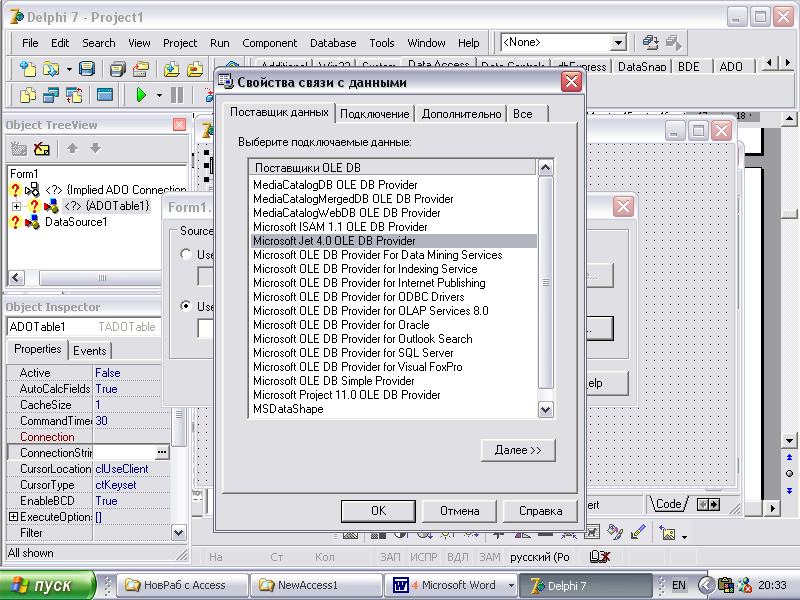 Delphi 7 - Project1
File Edit Search View Project Run Component Database Tools Window Help
<None>
Data Access
dbExpress DataSnap BDE ADO
Object TreeView
Form1
<?> {Implied ADO Connection
<?> {ADOTable1}
DataSource1
Object Inspector
ADOTable1 TADOTable
Properties Events
Active False
AutoCalcFields True
CacheSize 1
CommandTimeo 30
Connection
ConnectionStrin
CursorLocation clUseClient
CursorType ctKeyset
EnableBCD True
ExecuteOption: []
Filter
All shown
Form1.
Source
Use
Use
elp
Свойства связи с данными
Поставщик данных Подключение Дополнительно Все
Выберите подключаемые данные:
Поставщики OLE DB
MediaCatalogDB OLE DB Provider
MediaCatalogMergedDB OLE DB Provider
MediaCatalogWebDB OLE DB Provider
Microsoft ISAM 1.1 OLE DB Provider
Microsoft Jet 4.0 OLE DB Provider
Microsoft OLE DB Provider For Data Mining Services
Microsoft OLE DB Provider for Indexing Service
Microsoft OLE DB Provider for Internet Publishing
Microsoft OLE DB Provider for ODBC Drivers
Microsoft OLE DB Provider for OLAP Services 8.0
Microsoft OLE DB Provider for Oracle
Microsoft OLE DB Provider for Outlook Search
Microsoft OLE DB Provider for SQL Server
Microsoft OLE DB Provider for Visual FoxPro
Microsoft OLE DB Simple Provider
Microsoft Project 11.0 OLE DB Provider
MSDataShape
Далее >>
OK Отмена Справка
ert \Code/
На Ст Кол ЗАП ИСПР ВДЛ ЗАМ русский (Ро
пуск НовРаб с Access NewAccess1 4 Microsoft Word Delphi 7 EN 20:33